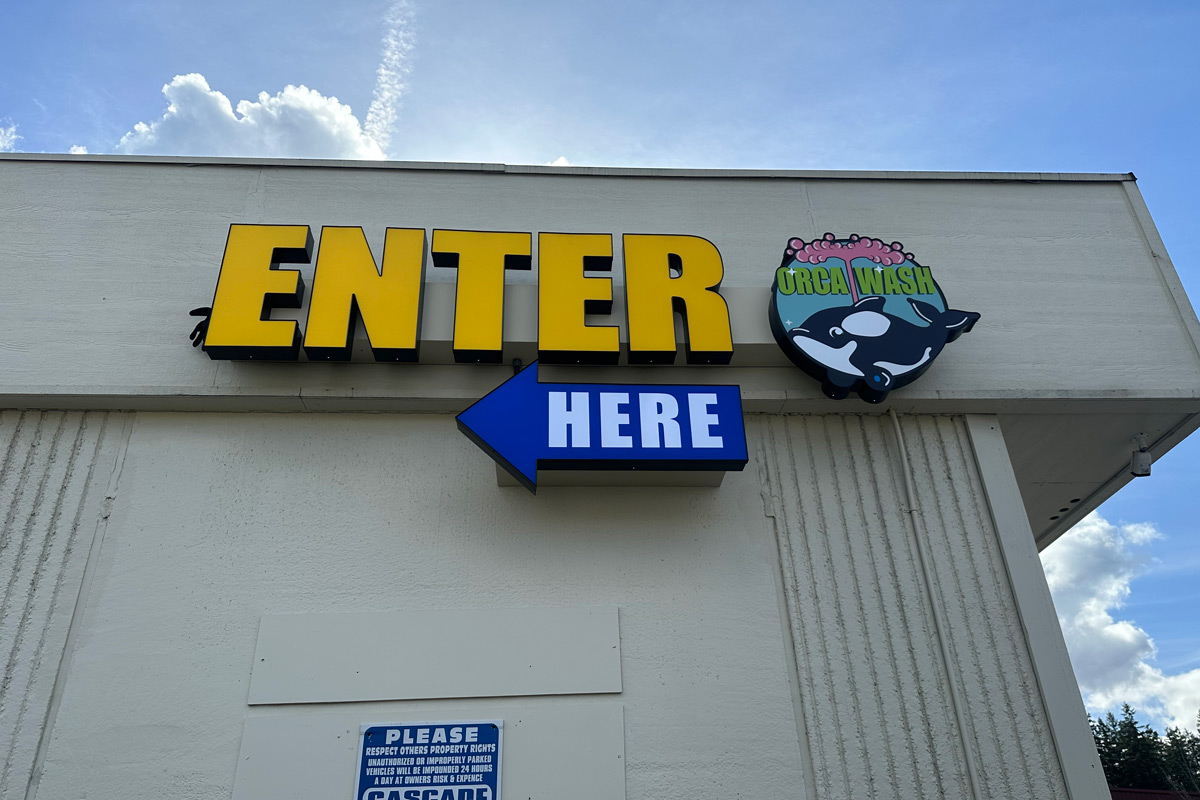 ENTER
ORCA WASH
HERE
PLEASE
RESPECT OTHERS PROPERTY RIGHTS
UNAUTHORIZED OR IMPROPERLY PARKED
VEHICLES WILL BE IMPOUNDED 24 HOURS
A DAY AT OWNERS RISK & EXPENCE
CASCADE